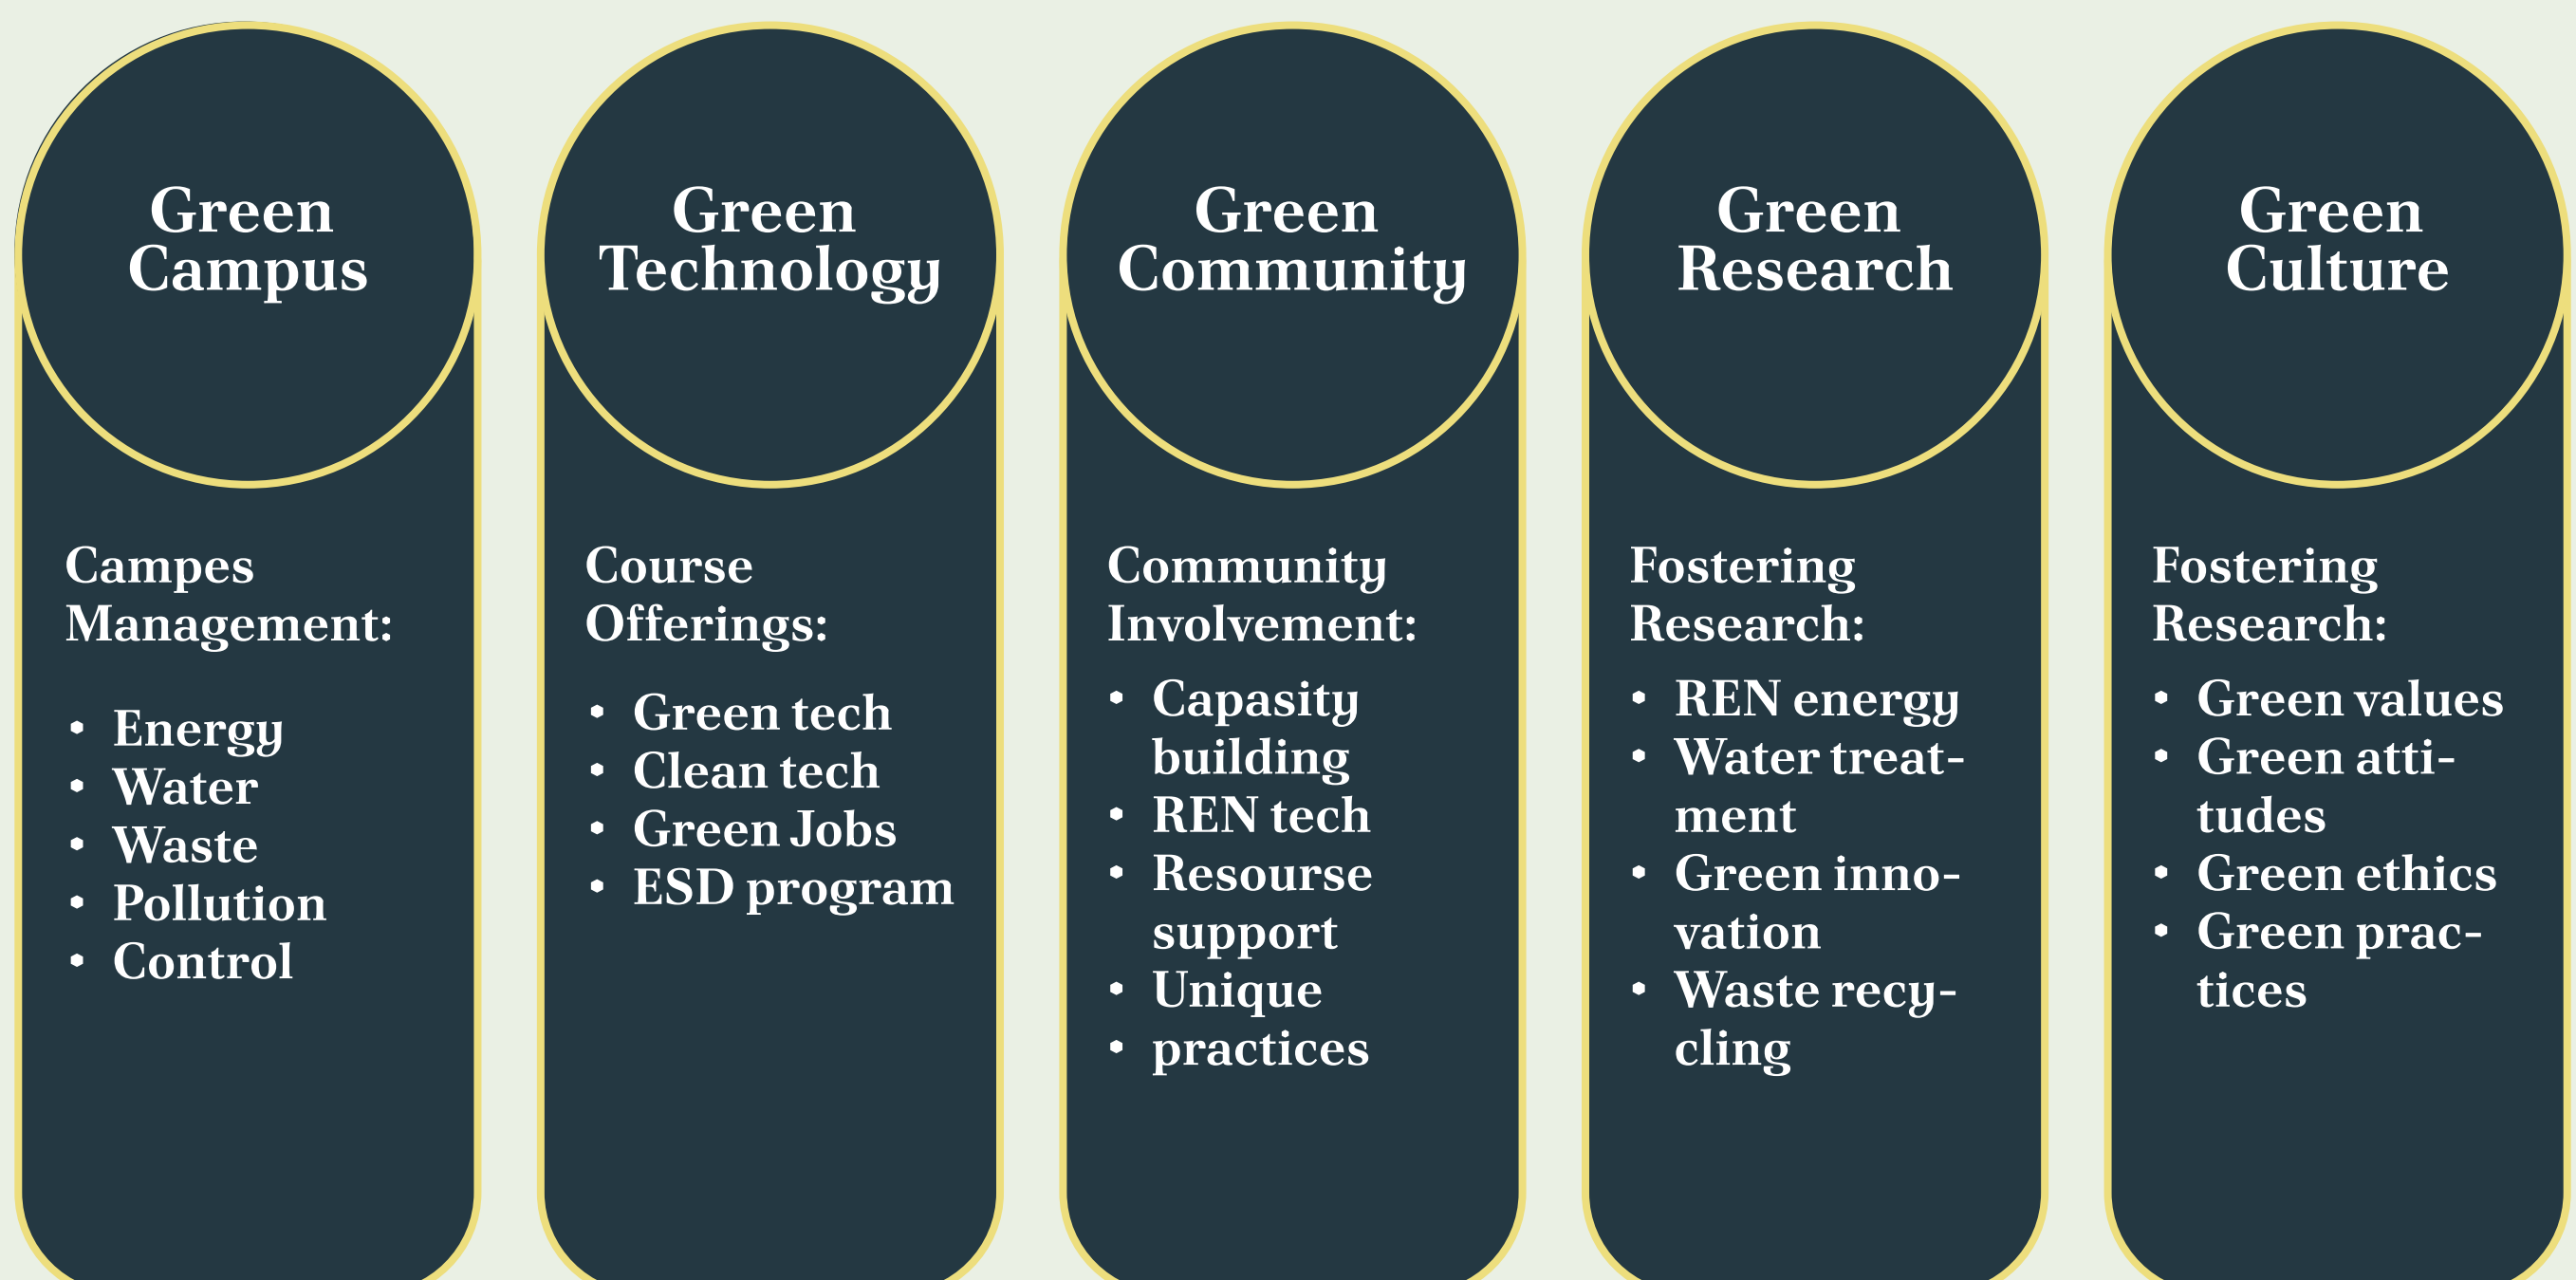 Green
Campus
Campes
Management:
• Energy
• Water
• Waste
• Pollution
• Control
Green
Technology
Course
Offerings:
• Green tech
• Clean tech
• Green Jobs
• ESD program
Green
Community
Community
Involvement:
• Capasity
building
• REN tech
• Resourse
support
• Unique
• practices
Green
Research
Fostering
Research:
• REN energy
• Water treat-
ment
• Green inno-
vation
• Waste recy-
cling
Green
Culture
Fostering
Research:
• Green values
• Green atti-
tudes
• Green ethics
• Green prac-
tices